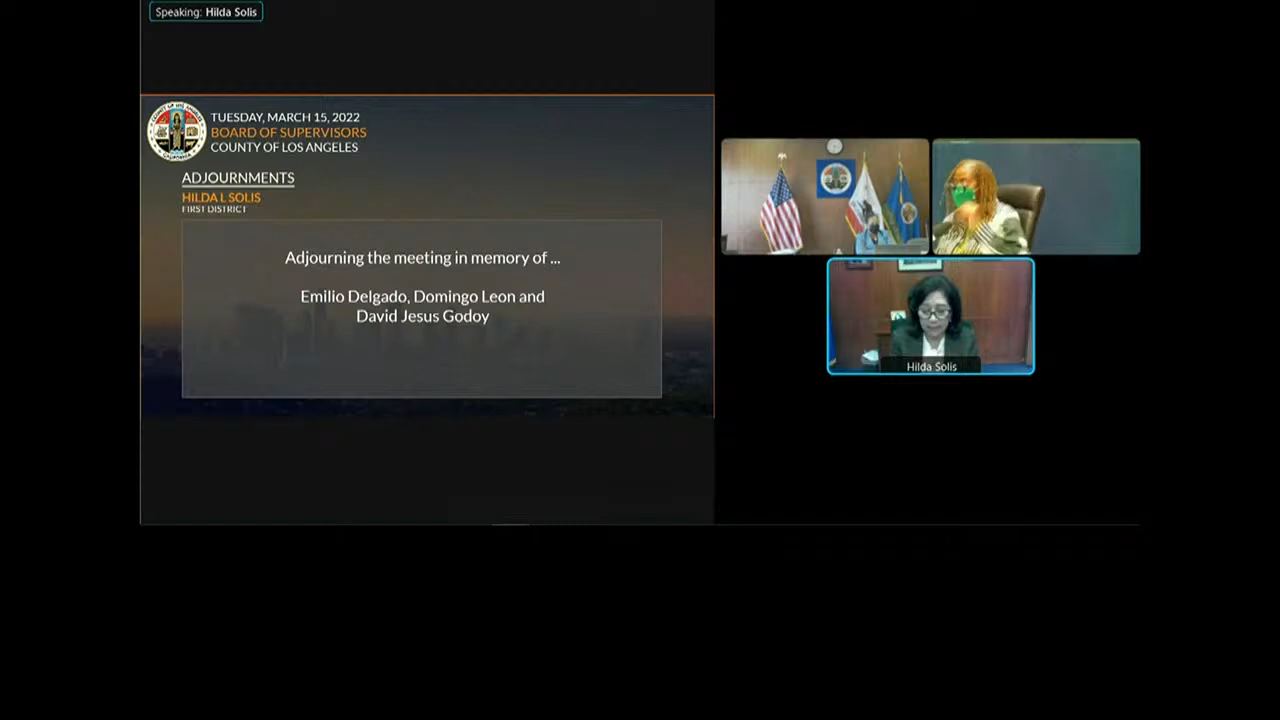 Speaking: Hilda Solis
TUESDAY, MARCH 15, 2022
BOARD OF SUPERVISORS
COUNTY OF LOS ANGELES
ADJOURNMENTS
HILDA L SOLIS
FIRST DISTRICT
Adjourning the meeting in memory of ...
Emilio Delgado, Domingo Leon and
David Jesus Godoy
Hilda Solis